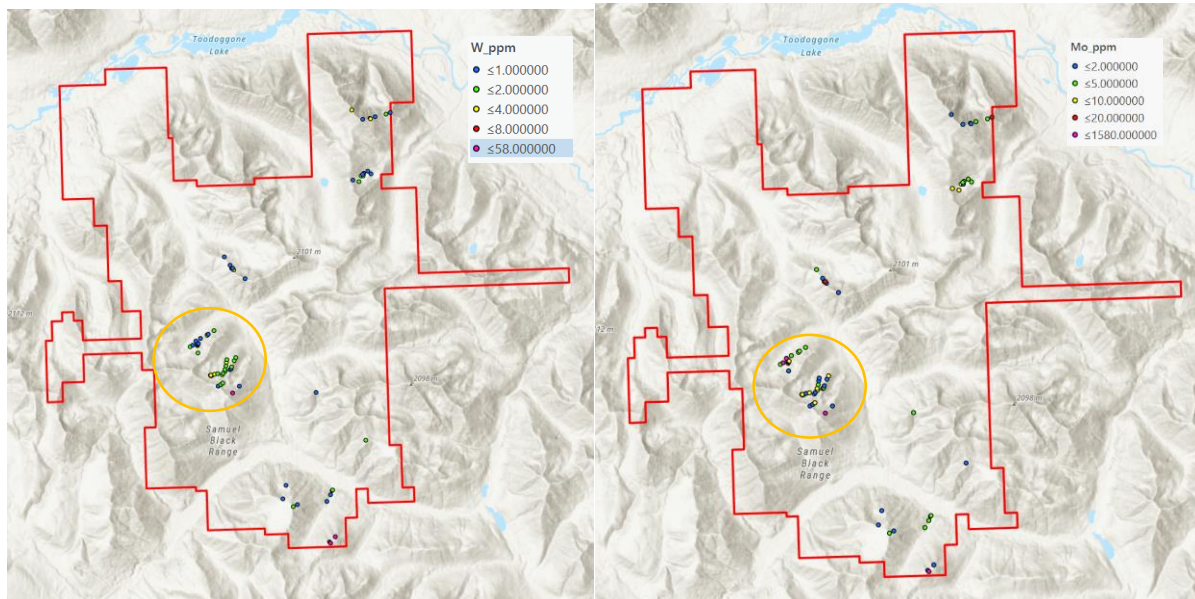 Toodoggone
Lake
W_ppm
≤1.000000
≤2.000000
≤4.000000
≤8.000000
≤58.000000
2101 m
2098 m
Samuel
Black
Range
Toodoggone
Lake
Mo_ppm
≤2.000000
≤5.000000
≤10.000000
≤20.000000
≤1580.000000
2101 m
2 m
2098 m
Samuel
Black
Range